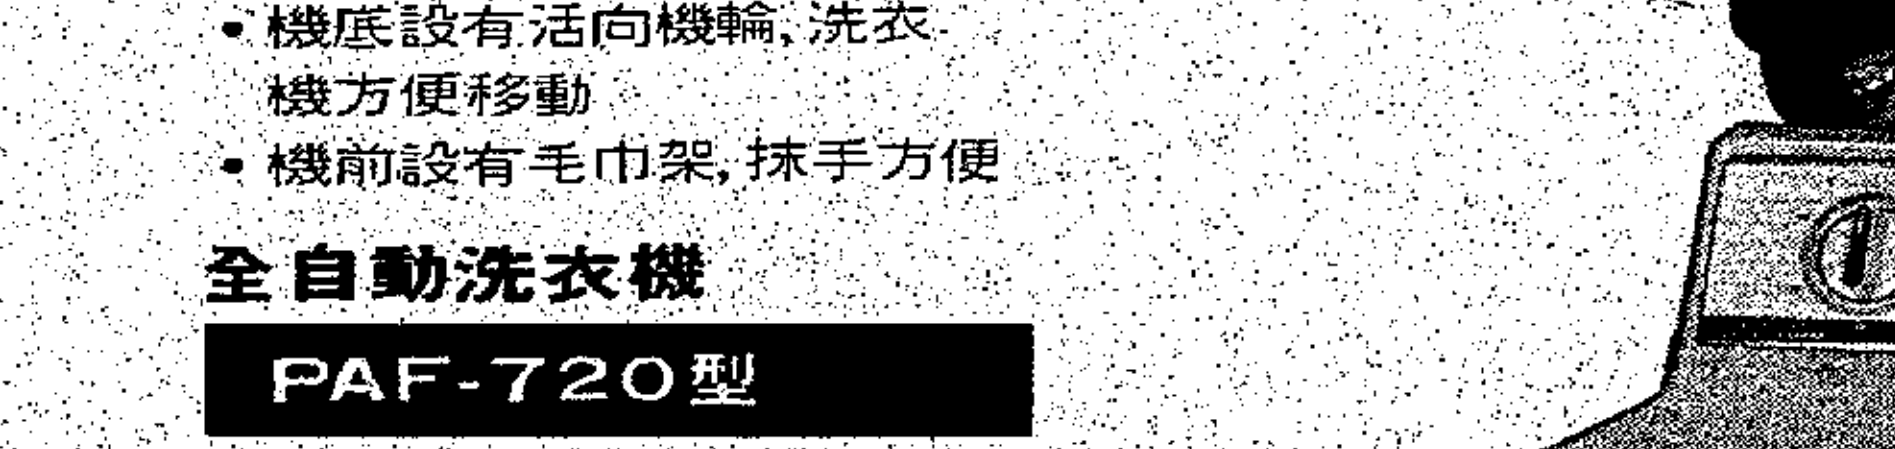 • 機底設有活向機輪,洗衣
機方便移動
• 機前設有毛巾架,抹手方便
全自動洗衣機
PAF-720型
1